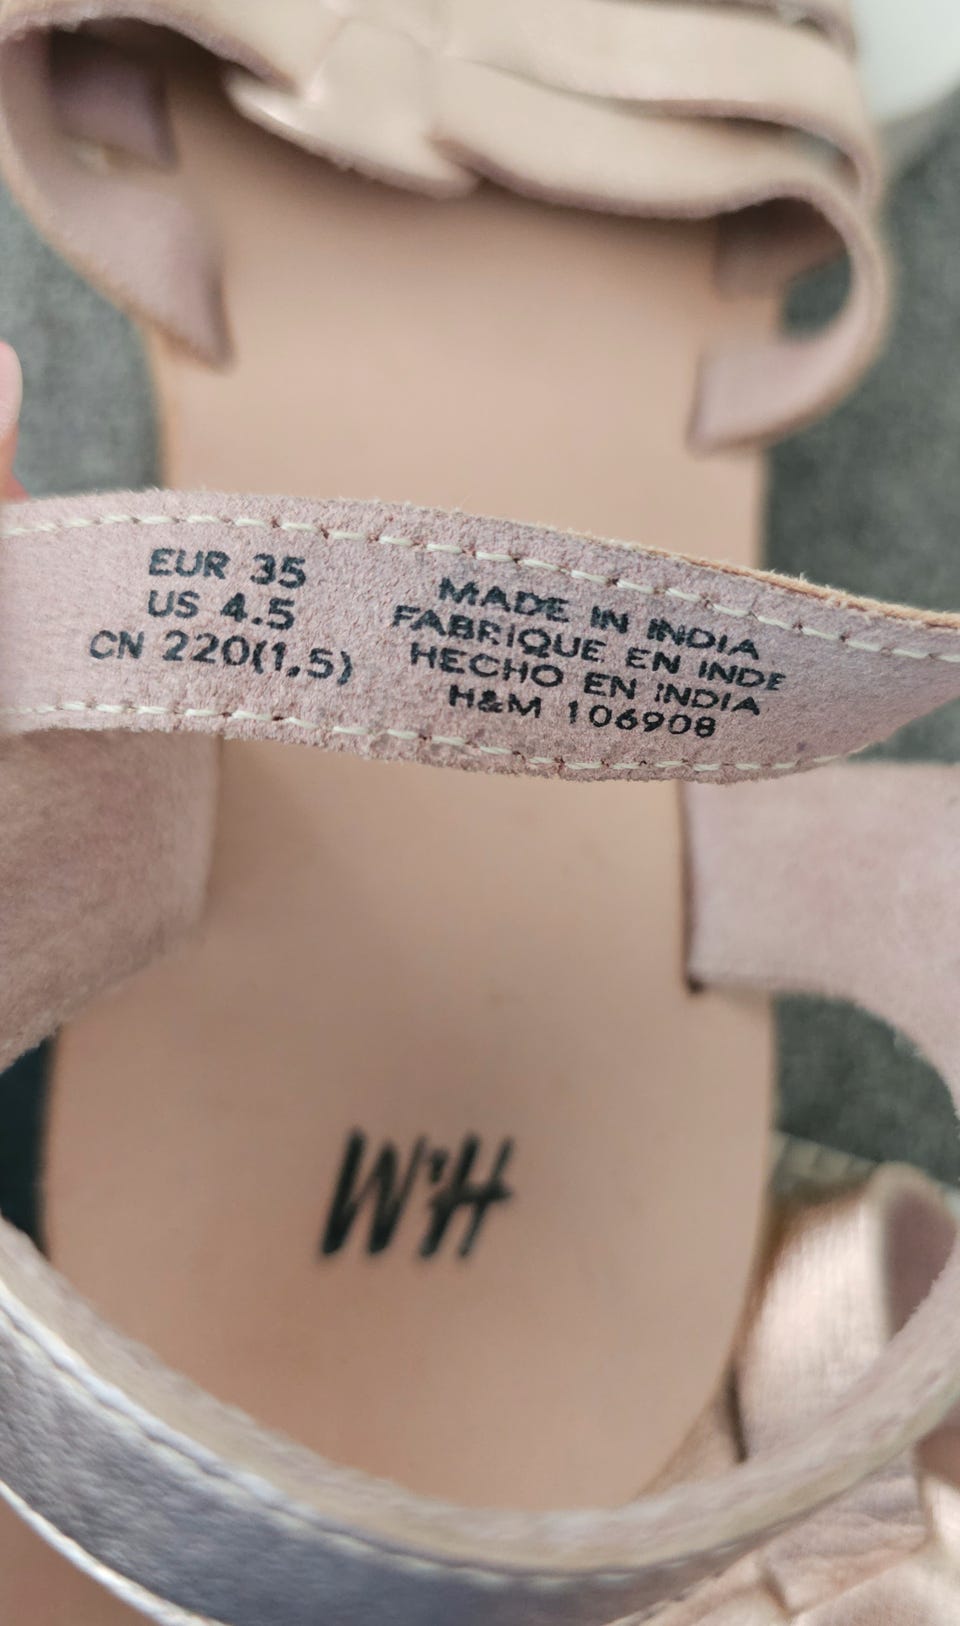 EUR 35
US 4.5
CN 220(1,5)
MADE IN INDIA
FABRIQUE EN INDE
HECHO EN INDIA
H&M 106908
H&M